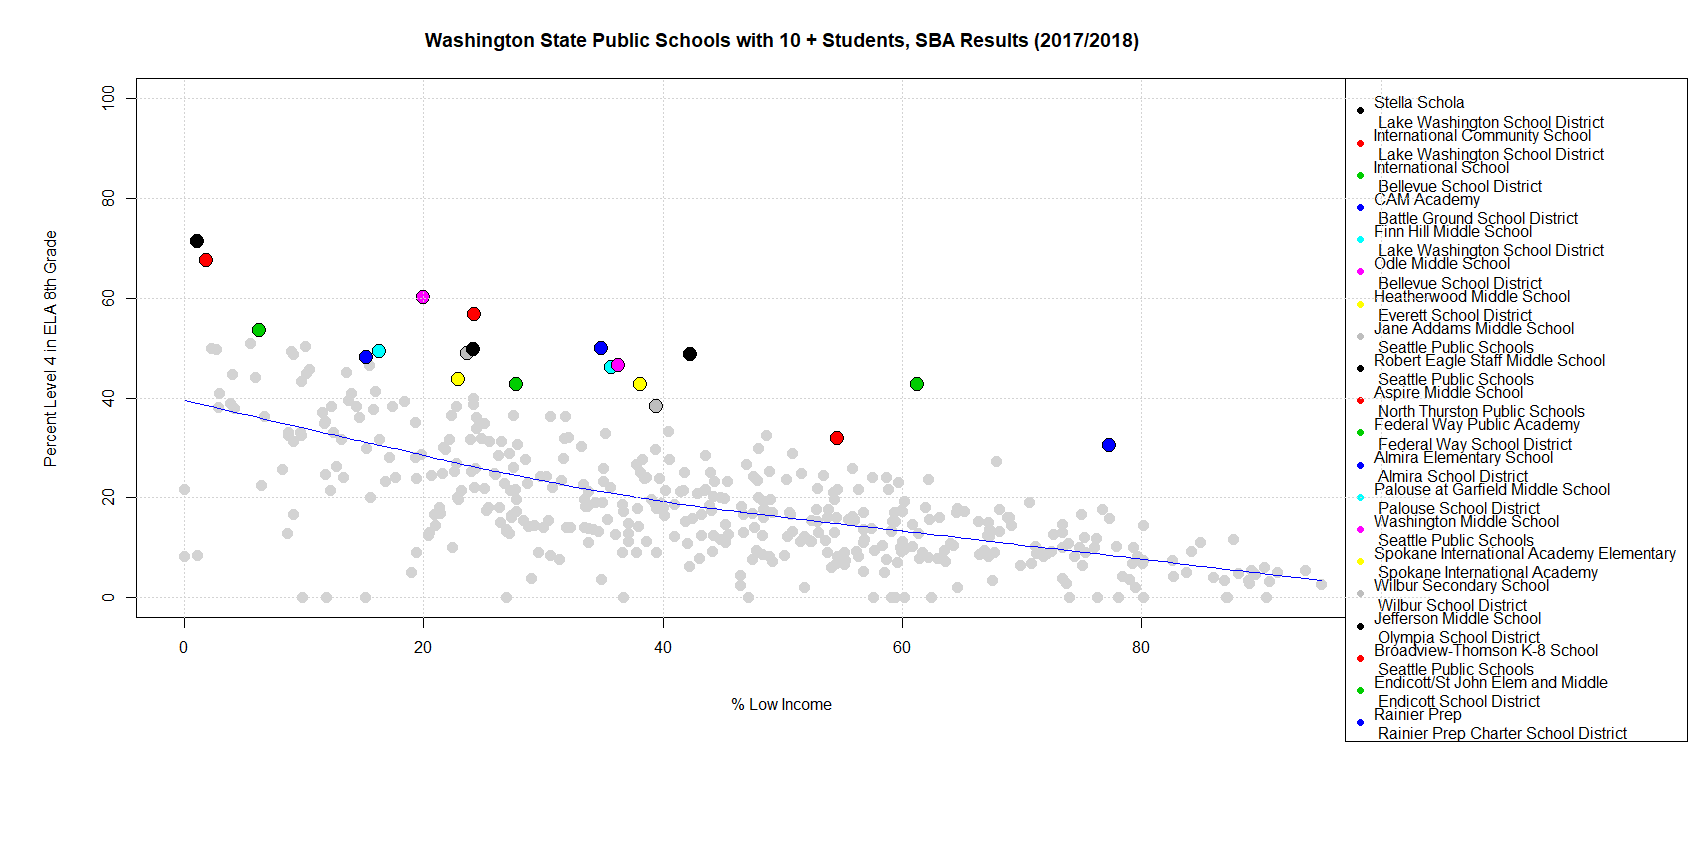 Washington State Public Schools with 10 + Students, SBA Results (2017/2018)
Percent Level 4 in ELA 8th Grade
100
80
60
40
20
0
0
20
40
60
80
% Low Income
Stella Schola
Lake Washington School District
International Community School
Lake Washington School District
International School
Bellevue School District
CAM Academy
Battle Ground School District
Finn Hill Middle School
Lake Washington School District
Odle Middle School
Bellevue School District
Heatherwood Middle School
Everett School District
Jane Addams Middle School
Seattle Public Schools
Robert Eagle Staff Middle School
Seattle Public Schools
Aspire Middle School
North Thurston Public Schools
Federal Way Public Academy
Federal Way School District
Almira Elementary School
Almira School District
Palouse at Garfield Middle School
Palouse School District
Washington Middle School
Seattle Public Schools
Spokane International Academy Elementary
Spokane International Academy
Wilbur Secondary School
Wilbur School District
Jefferson Middle School
Olympia School District
Broadview-Thomson K-8 School
Seattle Public Schools
Endicott/St John Elem and Middle
Endicott School District
Rainier Prep
Rainier Prep Charter School District